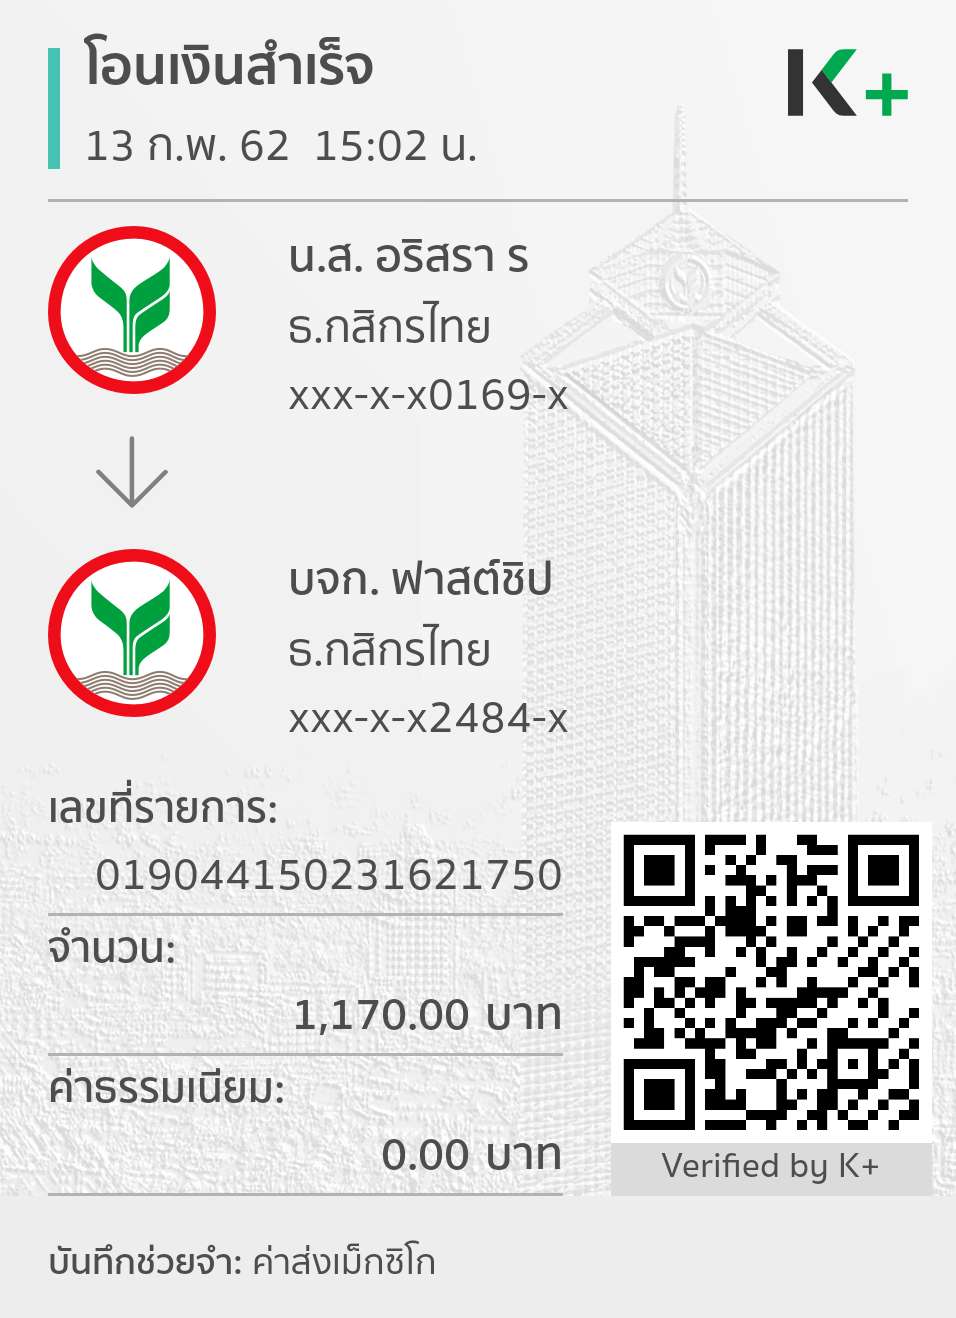 โอนเงินสำเร็จ
13 ก.พ. 62 15:02 น.
K+
น.ส. อริสรา ร
ธ.กสิกรไทย
xxx-x-x0169-x
บจก. ฟาสต์ชิป
ธ.กสิกรไทย
xxx-x-x2484-x
เลขที่รายการ:
019044150231621750
จำนวน:
1,170.00 บาท
ค่าธรรมเนียม:
0.00 บาท
Verified by K+
บันทึกช่วยจำ: ค่าส่งเม็กซิโก